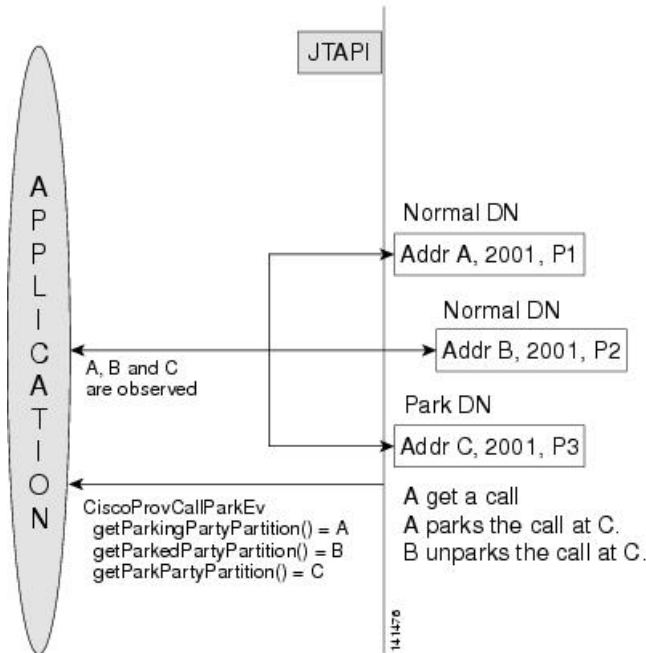 JTAPI
APPLICATION
Normal DN
Addr A, 2001, P1
Normal DN
Addr B, 2001, P2
A, B and C
are observed
Park DN
Addr C, 2001, P3
CiscoProvCallParkEv
getParkingPartyPartition() = A
getParkedPartyPartition() = B
getParkPartyPartition() = C
A get a call
A parks the call at C.
B unparks the call at C.
141476